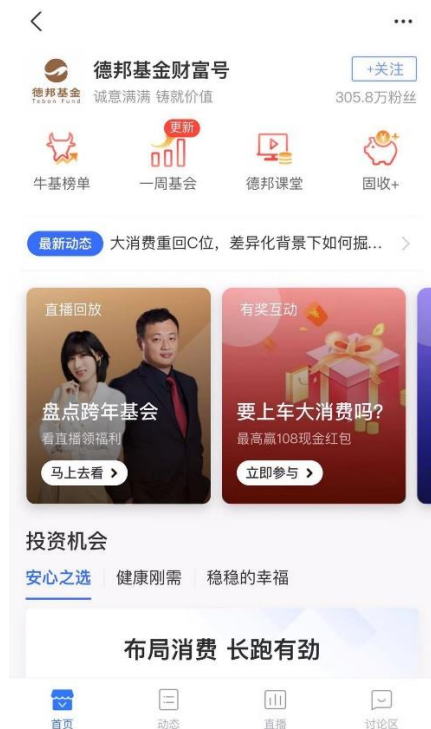 德邦基金财富号
+关注
德邦基金
Tebon Fund
诚意满满 铸就价值
305.8万粉丝
更新
牛基榜单
一周基会
德邦课堂
固收+
最新动态
大消费重回C位，差异化背景下如何掘...
直播回放
有奖互动
盘点跨年基会
要上车大消费吗?
看直播领福利
最高赢108现金红包
马上去看
立即参与
投资机会
安心之选
健康刚需
稳稳的幸福
布局消费 长跑有劲
首页
动态
直播
讨论区